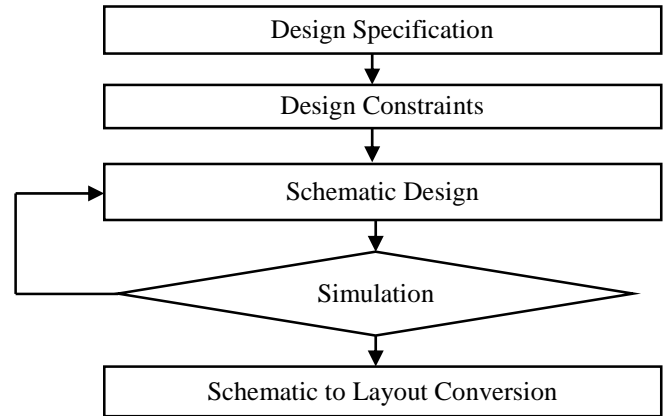 Design Specification
Design Constraints
Schematic Design
Simulation
Schematic to Layout Conversion